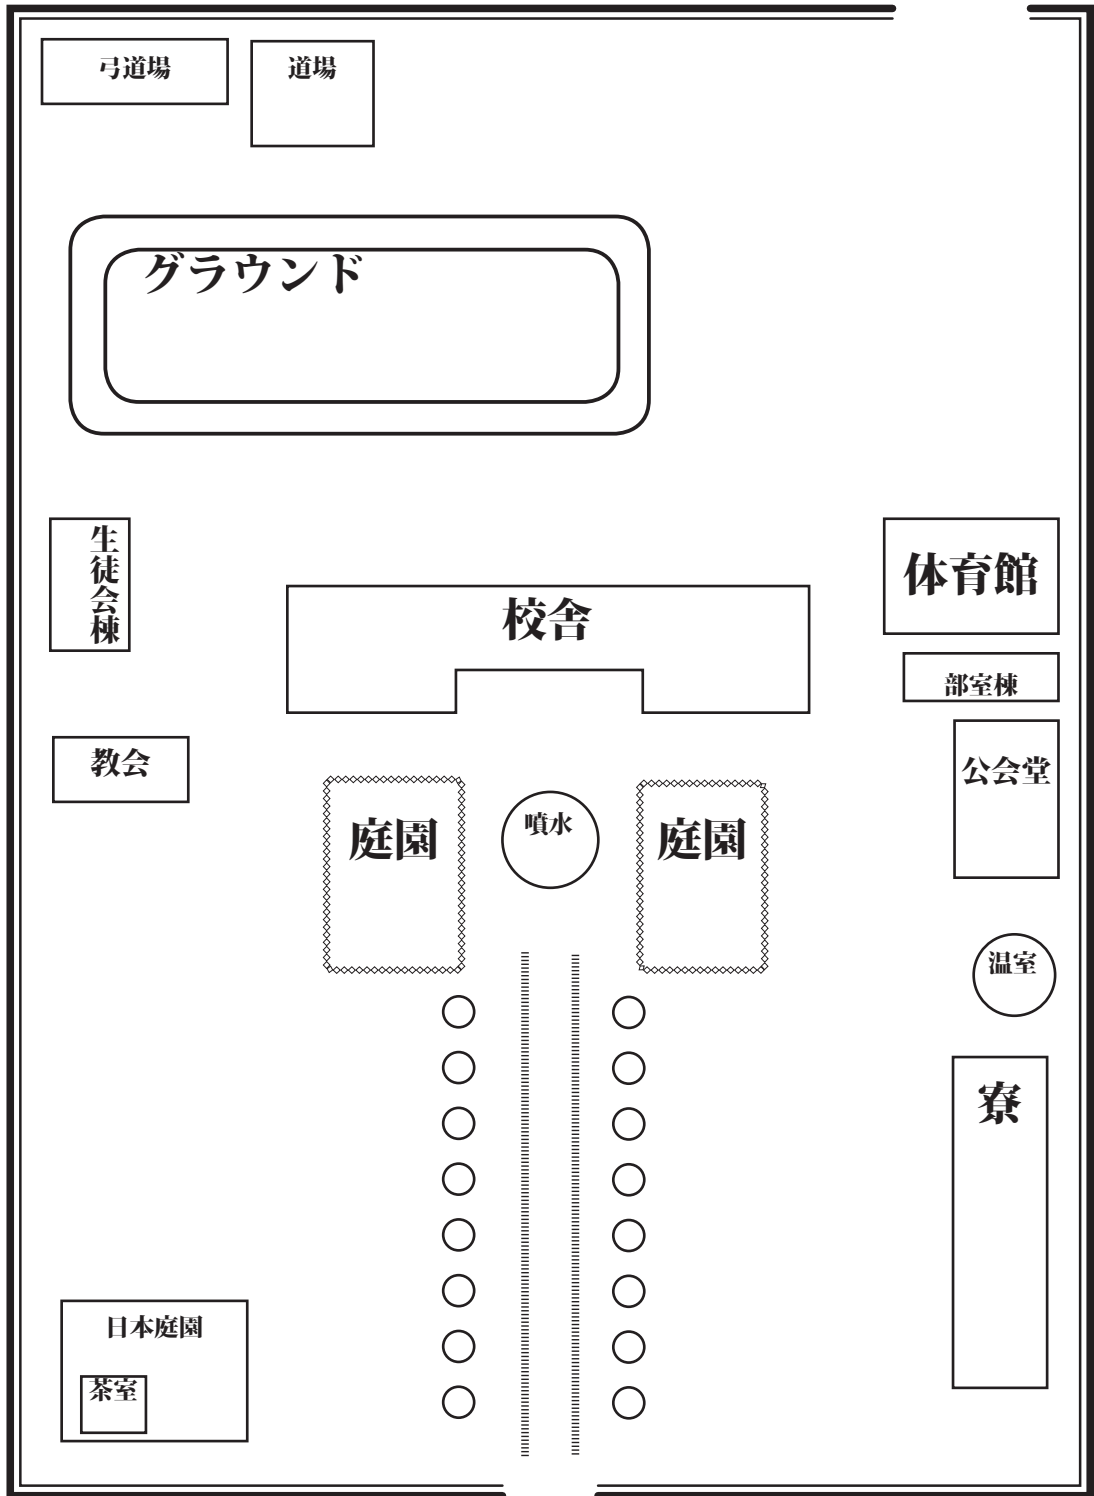 弓道場
道場
グラウンド
生徒会棟
校舎
体育館
部室棟
教会
公会堂
庭園
噴水
庭園
温室
寮
日本庭園
茶室